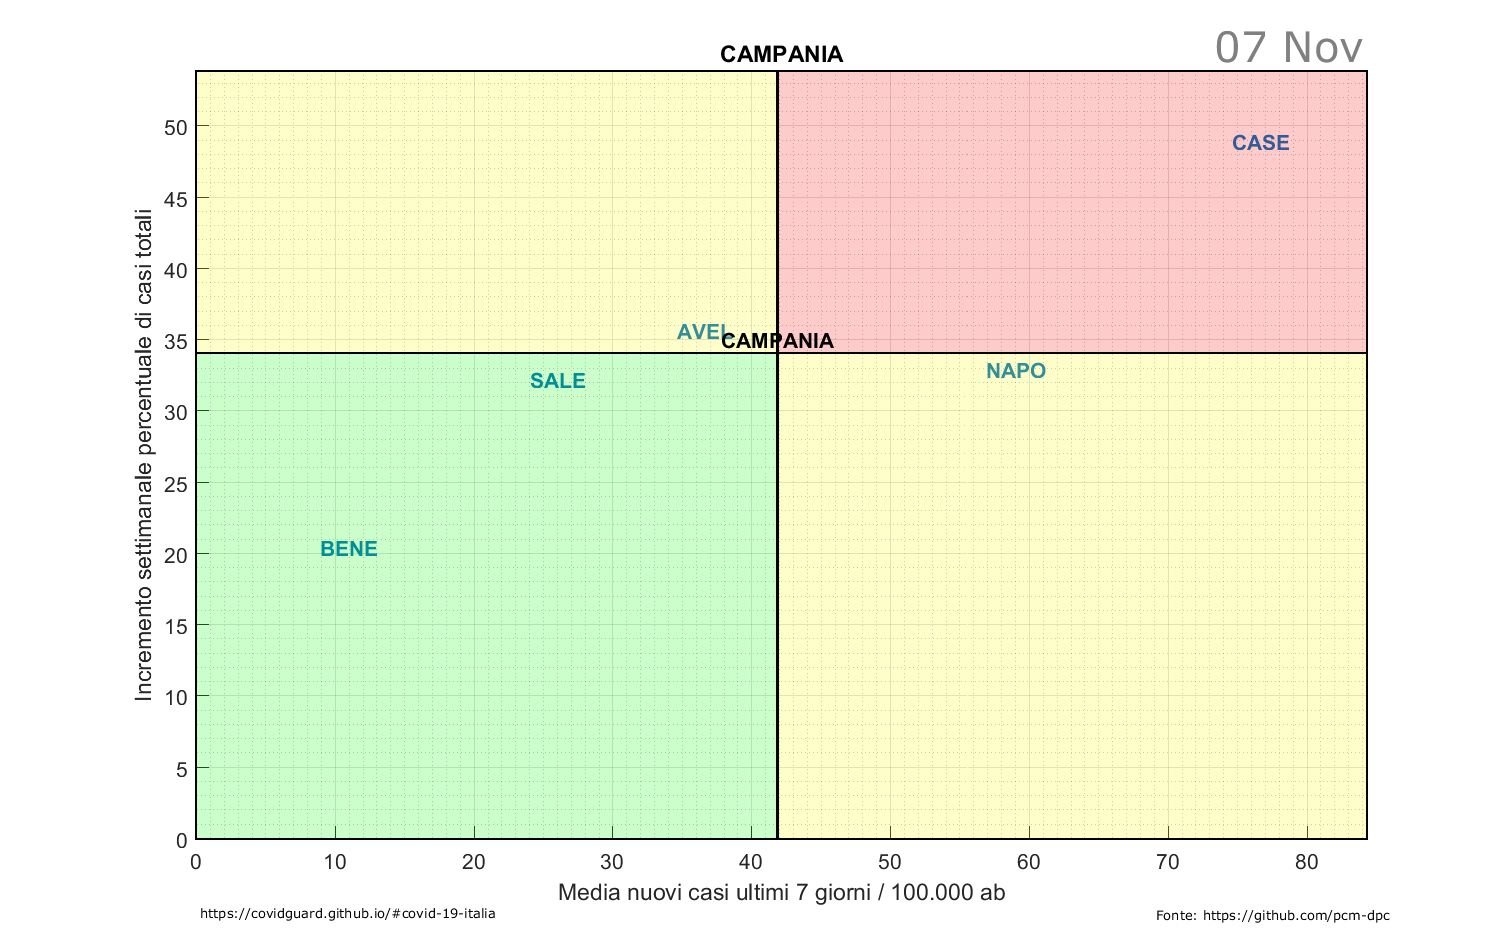 07 Nov
CAMPANIA
50
45
40
35
30
25
20
15
10
5
0
Incremento settimanale percentuale di casi totali
CASE
AVEL
CAMPANIA
NAPO
SALE
BENE
0 10 20 30 40 50 60 70 80
Media nuovi casi ultimi 7 giorni / 100.000 ab
https://covidguard.github.io/#covid-19-italia
Fonte: https://github.com/pcm-dpc